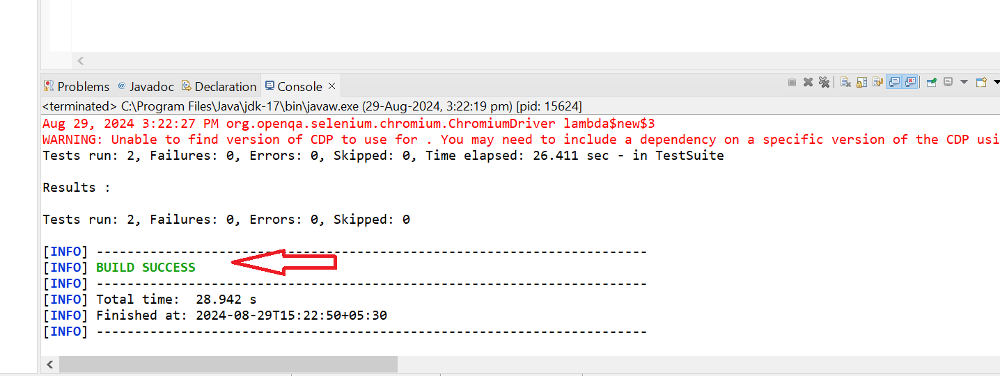 Problems @ Javadoc Declaration Console
<terminated> C:\Program Files\Java\jdk-17\bin\javaw.exe (29-Aug-2024, 3:22:19 pm) [pid: 15624]
Aug 29, 2024 3:22:27 PM org.openqa.selenium.chromium.ChromiumDriver lambda$new$3
WARNING: Unable to find version of CDP to use for . You may need to include a dependency on a specific version of the CDP usi
Tests run: 2, Failures: 0, Errors: 0, Skipped: 0, Time elapsed: 26.411 sec - in TestSuite
Results :
Tests run: 2, Failures: 0, Errors: 0, Skipped: 0
[INFO] ------------------------------------------------------------------------
[INFO] BUILD SUCCESS
[INFO] ------------------------------------------------------------------------
[INFO] Total time:  28.942 s
[INFO] Finished at: 2024-08-29T15:22:50+05:30
[INFO] ------------------------------------------------------------------------